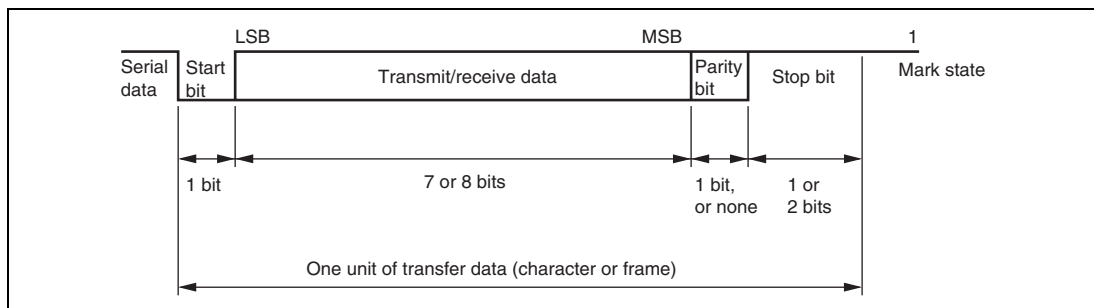 LSB MSB 1
Serial data
Start bit
Transmit/receive data
Parity bit
Stop bit
Mark state
1 bit
7 or 8 bits
1 bit, or none
1 or 2 bits
One unit of transfer data (character or frame)